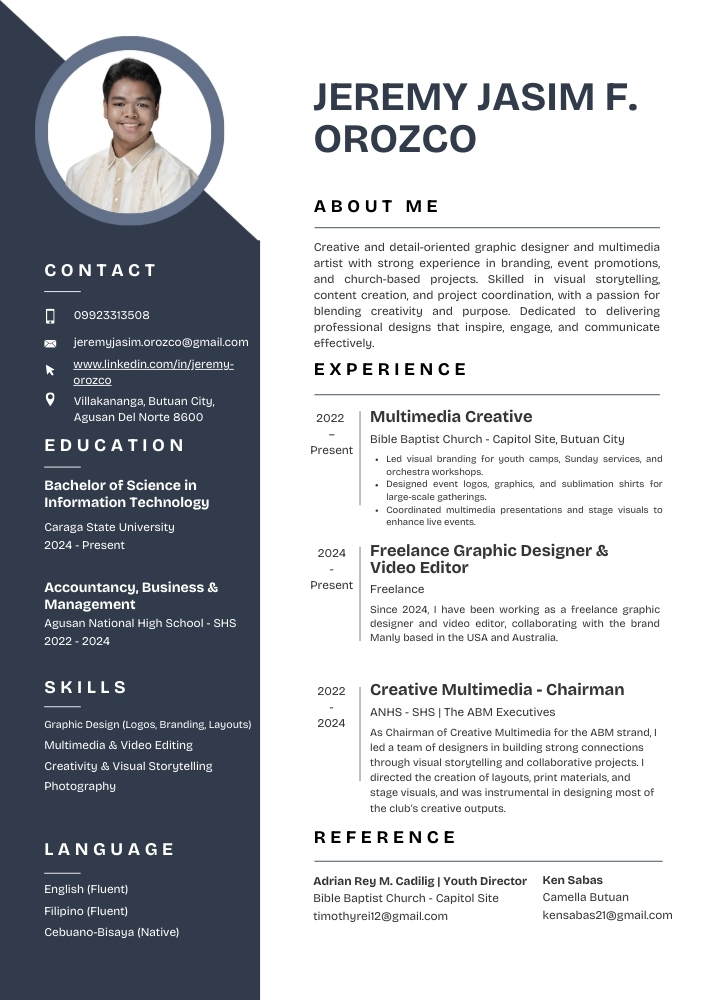 JEREMY JASIM F.
OROZCO
CONTACT
09923313508
jeremyjasim.orozco@gmail.com
www.linkedin.com/in/jeremy-
orozco
Villakananga, Butuan City,
Agusan Del Norte 8600
EDUCATION
Bachelor of Science in
Information Technology
Caraga State University
2024 - Present
Accountancy, Business &
Management
Agusan National High School - SHS
2022 - 2024
SKILLS
Graphic Design (Logos, Branding, Layouts)
Multimedia & Video Editing
Creativity & Visual Storytelling
Photography
LANGUAGE
English (Fluent)
Filipino (Fluent)
Cebuano-Bisaya (Native)
ABOUT ME
Creative and detail-oriented graphic designer and multimedia
artist with strong experience in branding, event promotions,
and church-based projects. Skilled in visual storytelling,
content creation, and project coordination, with a passion for
blending creativity and purpose. Dedicated to delivering
professional designs that inspire, engage, and communicate
effectively.
EXPERIENCE
2022
–
Present
Multimedia Creative
Bible Baptist Church - Capitol Site, Butuan City
• Led visual branding for youth camps, Sunday services, and
orchestra workshops.
• Designed event logos, graphics, and sublimation shirts for
large-scale gatherings.
• Coordinated multimedia presentations and stage visuals to
enhance live events.
2024
-
Present
Freelance Graphic Designer &
Video Editor
Freelance
Since 2024, I have been working as a freelance graphic
designer and video editor, collaborating with the brand
Manly based in the USA and Australia.
2022
-
2024
Creative Multimedia - Chairman
ANHS - SHS | The ABM Executives
As Chairman of Creative Multimedia for the ABM strand, I
led a team of designers in building strong connections
through visual storytelling and collaborative projects. I
directed the creation of layouts, print materials, and
stage visuals, and was instrumental in designing most of
the club's creative outputs.
REFERENCE
Adrian Rey M. Cadilig | Youth Director
Bible Baptist Church - Capitol Site
timothyrei12@gmail.com
Ken Sabas
Camella Butuan
kensabas21@gmail.com